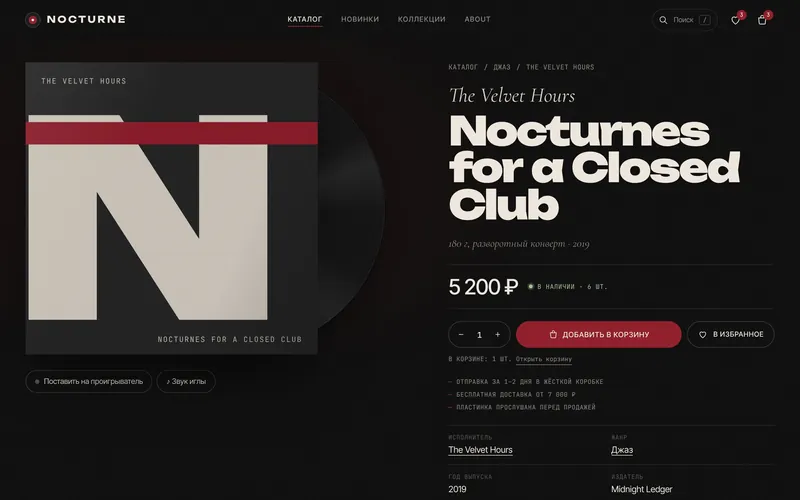 NOCTURNE
КАТАЛОГ
НОВИНКИ
КОЛЛЕКЦИИ
ABOUT
Поиск /
3
3
THE VELVET HOURS
N
NOCTURNES FOR A CLOSED CLUB
Поставить на проигрыватель
♪ Звук иглы
КАТАЛОГ / ДЖАЗ / THE VELVET HOURS
The Velvet Hours
Nocturnes
for a Closed
Club
180 г, разворотный конверт · 2019
5 200 ₽
В НАЛИЧИИ · 6 ШТ.
− 1 +
ДОБАВИТЬ В КОРЗИНУ
В ИЗБРАННОЕ
В КОРЗИНЕ: 1 ШТ. Открыть корзину
— ОТПРАВКА ЗА 1–2 ДНЯ В ЖЁСТКОЙ КОРОБКЕ
— БЕСПЛАТНАЯ ДОСТАВКА ОТ 7 000 ₽
— ПЛАСТИНКА ПРОСЛУШАНА ПЕРЕД ПРОДАЖЕЙ
ИСПОЛНИТЕЛЬ
ЖАНР
The Velvet Hours
Джаз
ГОД ВЫПУСКА
ИЗДАТЕЛЬ
2019
Midnight Ledger